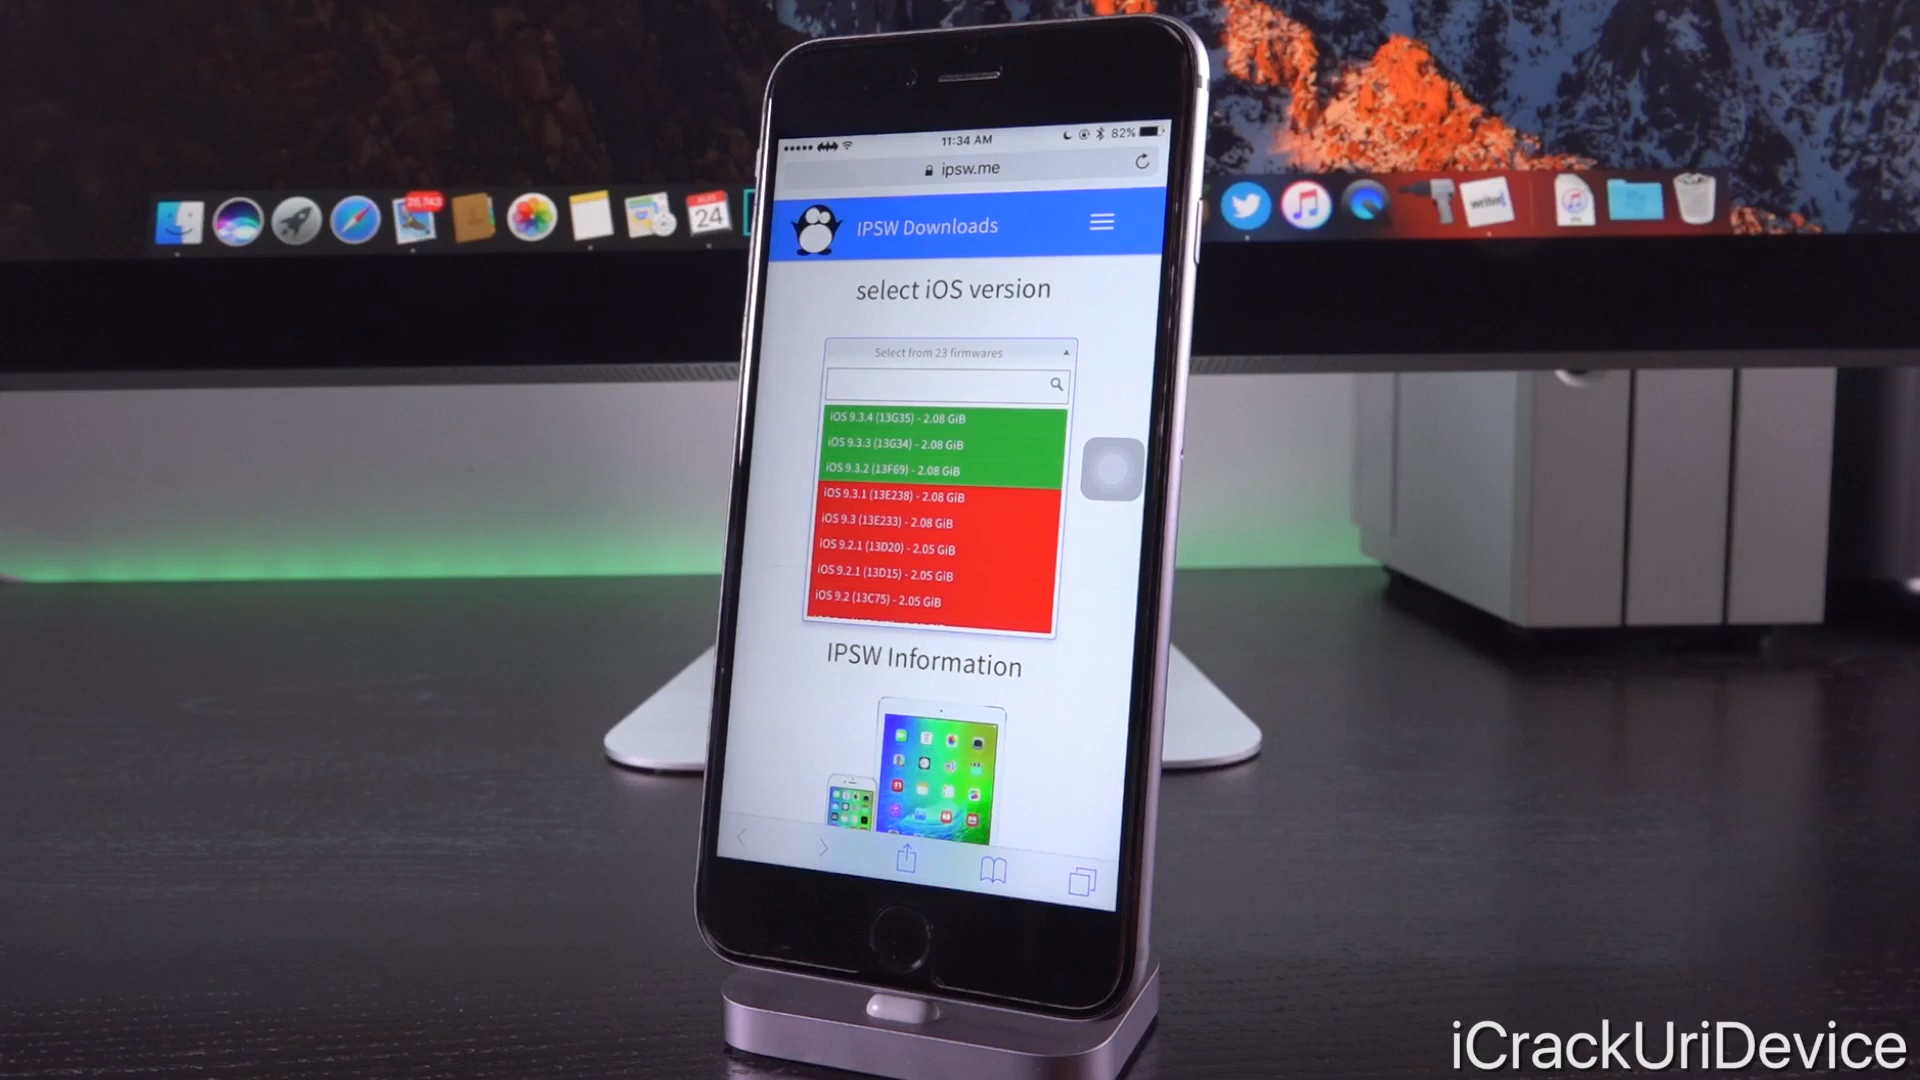 11:34 AM
82%
ipsw.me
IPSW Downloads
select iOS version
Select from 23 firmwares
iOS 9.3.4 (13G35) - 2.08 GiB
iOS 9.3.3 (13G34) - 2.08 GiB
iOS 9.3.2 (13F69) - 2.08 GiB
iOS 9.3.1 (13E238) - 2.08 GiB
iOS 9.3 (13E233) - 2.08 GiB
iOS 9.2.1 (13D20) - 2.05 GiB
iOS 9.2.1 (13D15) - 2.05 GiB
iOS 9.2 (13C75) - 2.05 GiB
IPSW Information
25,743
AUG
24
writer
iCrackUriDevice